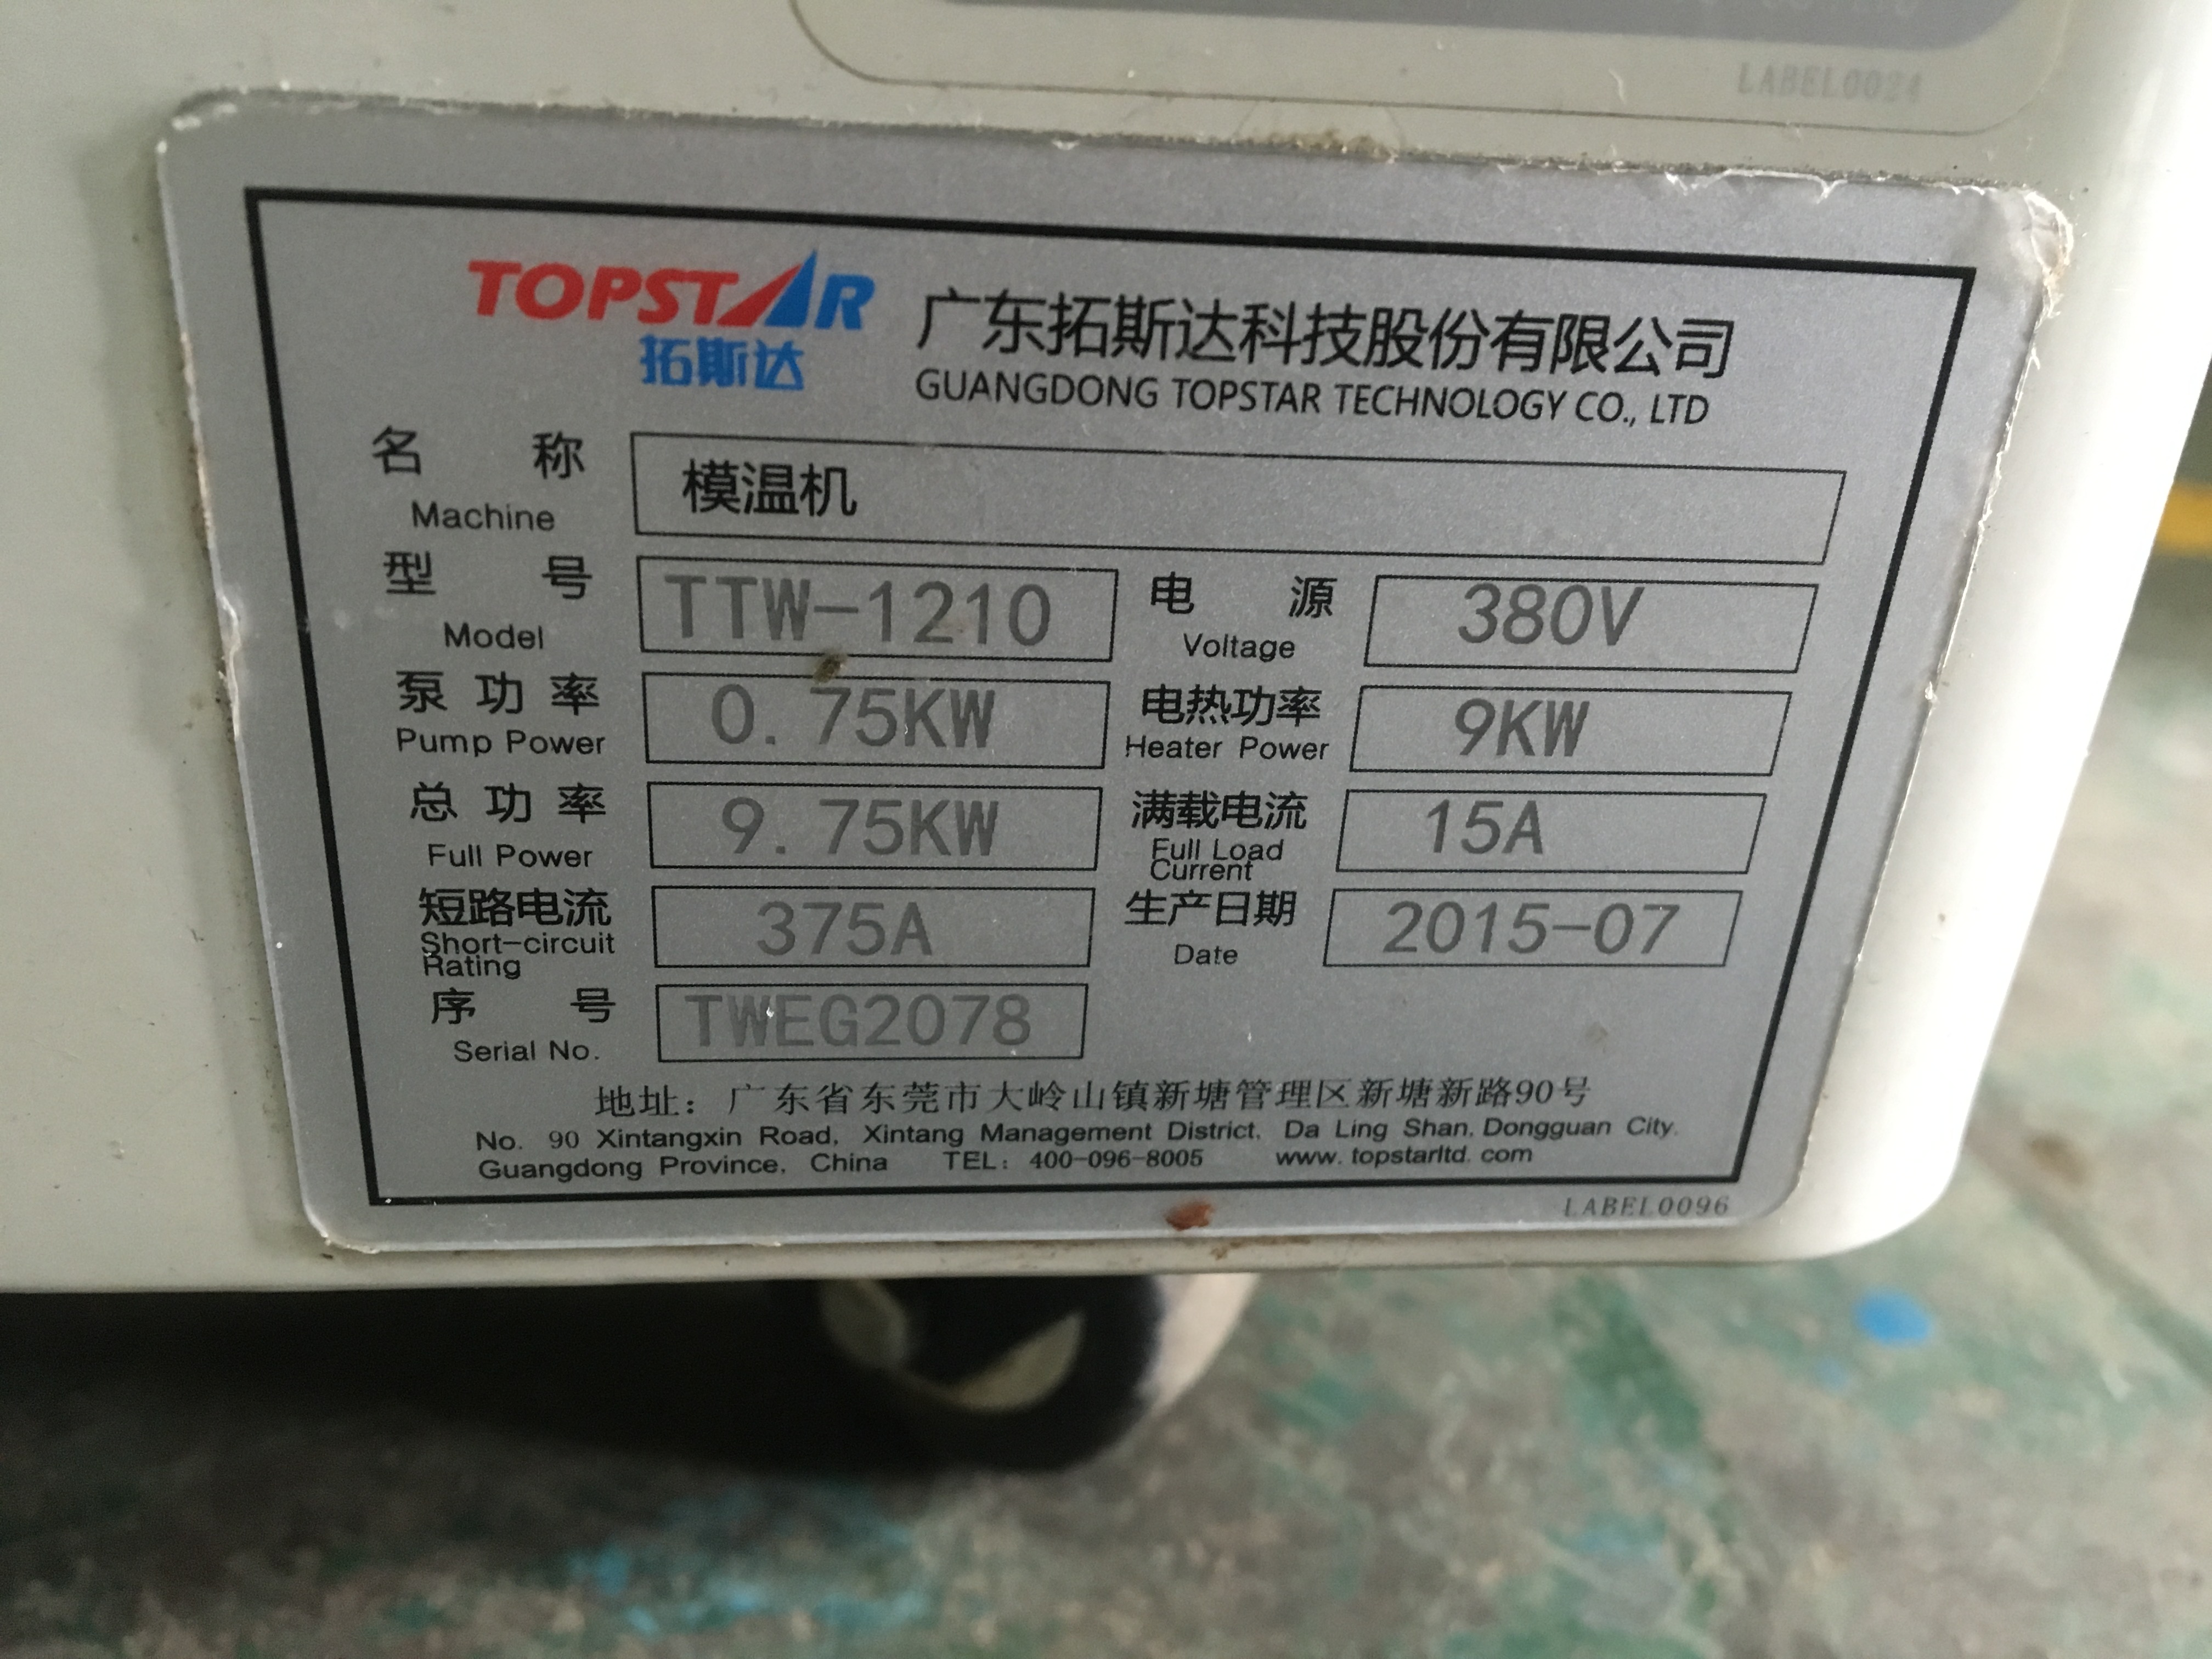 LABEL0024
TOPSTAR
拓斯达
广东拓斯达科技股份有限公司
GUANGDONG TOPSTAR TECHNOLOGY CO., LTD
名 称 模温机
Machine
型 号 TTW-1210 电 源 380V
Model Voltage
泵功率 0.75KW 电热功率 9KW
Pump Power Heater Power
总功率 9.75KW 满载电流 15A
Full Power Full Load
Current
短路电流 375A 生产日期 2015-07
Short-circuit Date
Rating
序 号 TWEG2078
Serial No.
地址：广东省东莞市大岭山镇新塘管理区新塘新路90号
No. 90 Xintangxin Road, Xintang Management District, Da Ling Shan, Dongguan City.
Guangdong Province, China TEL: 400-096-8005 www.topstarltd.com
LABEL0096